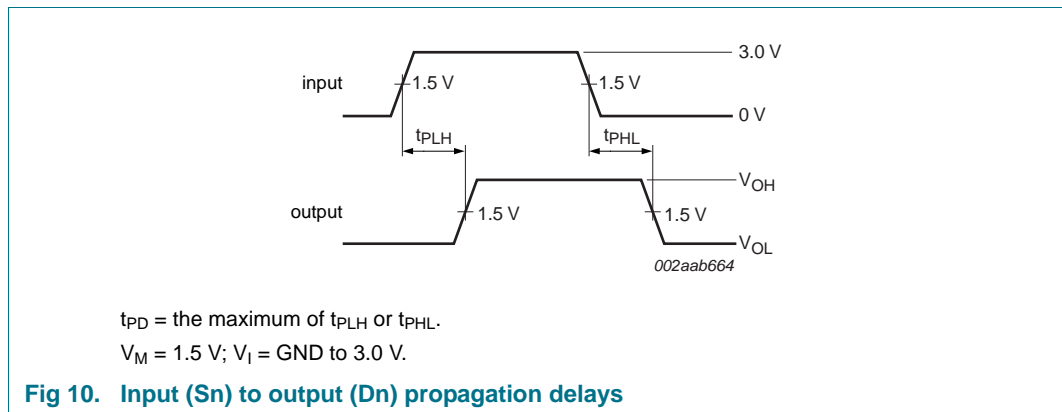 3.0 V
input
1.5 V
1.5 V
0 V
tPLH
tPHL
VOH
output
1.5 V
1.5 V
VOL
002aab664
tPD = the maximum of tPLH or tPHL.
VM = 1.5 V; VI = GND to 3.0 V.
Fig 10. Input (Sn) to output (Dn) propagation delays